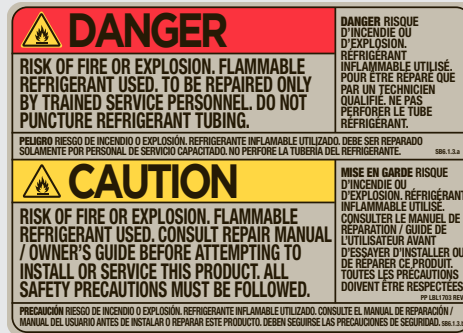 DANGER
RISK OF FIRE OR EXPLOSION. FLAMMABLE
REFRIGERANT USED. TO BE REPAIRED ONLY
BY TRAINED SERVICE PERSONNEL. DO NOT
PUNCTURE REFRIGERANT TUBING.
DANGER RISQUE
D'INCENDIE OU
D'EXPLOSION.
RÉFRIGÉRANT
INFLAMMABLE UTILISÉ.
POUR ÊTRE RÉPARÉ QUE
PAR UN TECHNICIEN
QUALIFIÉ. NE PAS
PERFORER LE TUBE
RÉFRIGÉRANT.
PELIGRO RIESGO DE INCENDIO O EXPLOSIÓN. REFRIGERANTE INFLAMABLE UTILIZADO. DEBE SER REPARADO
SOLAMENTE POR PERSONAL DE SERVICIO CAPACITADO. NO PERFORE LA TUBERÍA DEL REFRIGERANTE. SB6.1.3.a
CAUTION
RISK OF FIRE OR EXPLOSION. FLAMMABLE
REFRIGERANT USED. CONSULT REPAIR MANUAL
/ OWNER'S GUIDE BEFORE ATTEMPTING TO
INSTALL OR SERVICE THIS PRODUCT. ALL
SAFETY PRECAUTIONS MUST BE FOLLOWED.
MISE EN GARDE RISQUE
D'INCENDIE OU
D'EXPLOSION. RÉFRIGÉRANT
INFLAMMABLE UTILISÉ.
CONSULTER LE MANUEL DE
RÉPARATION / GUIDE DE
L'UTILISATEUR AVANT
D'ESSAYER D'INSTALLER OU
DE RÉPARER CE PRODUIT.
TOUTES LES PRÉCAUTIONS
DOIVENT ÊTRE RESPECTÉES
PP LBL1703 REV
PRECAUCIÓN RIESGO DE INCENDIO O EXPLOSIÓN. REFRIGERANTE INFLAMABLE UTILIZADO. CONSULTE EL MANUAL DE REPARACIÓN /
MANUAL DEL USUARIO ANTES DE INSTALAR O REPARAR ESTE PRODUCTO. DEBEN SEGUIRSE LAS PRECAUCIONES DE SEGURIDAD.